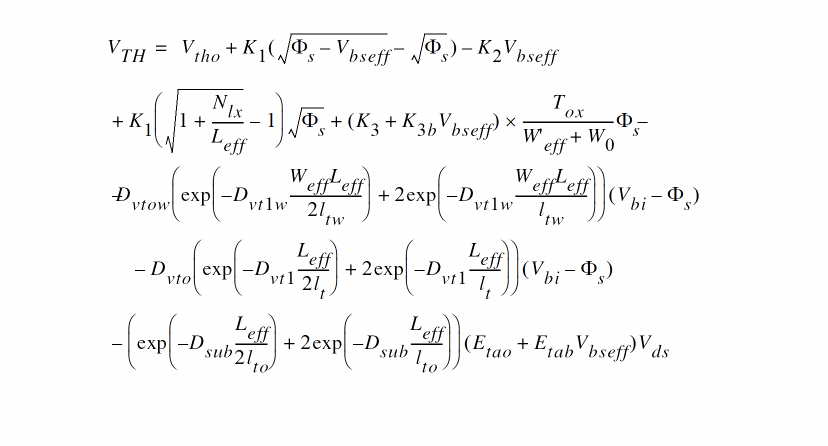 V_TH = V_tho + K_1(√(Φ_s – V_bseff) – √Φ_s) – K_2V_bseff
+ K_1(√(1 + N_lx/L_eff) – 1)√Φ_s + (K_3 + K_3bV_bseff) × T_ox/(W'_eff + W_0)Φ_s –
–D_vtow(exp(–D_vt1w W_effL_eff/2l_tw) + 2exp(–D_vt1w W_effL_eff/l_tw))(V_bi – Φ_s)
– D_vto(exp(–D_vt1 L_eff/2l_t) + 2exp(–D_vt1 L_eff/l_t))(V_bi – Φ_s)
– (exp(–D_sub L_eff/2l_to) + 2exp(–D_sub L_eff/l_to))(E_tao + E_tabV_bseff)V_ds